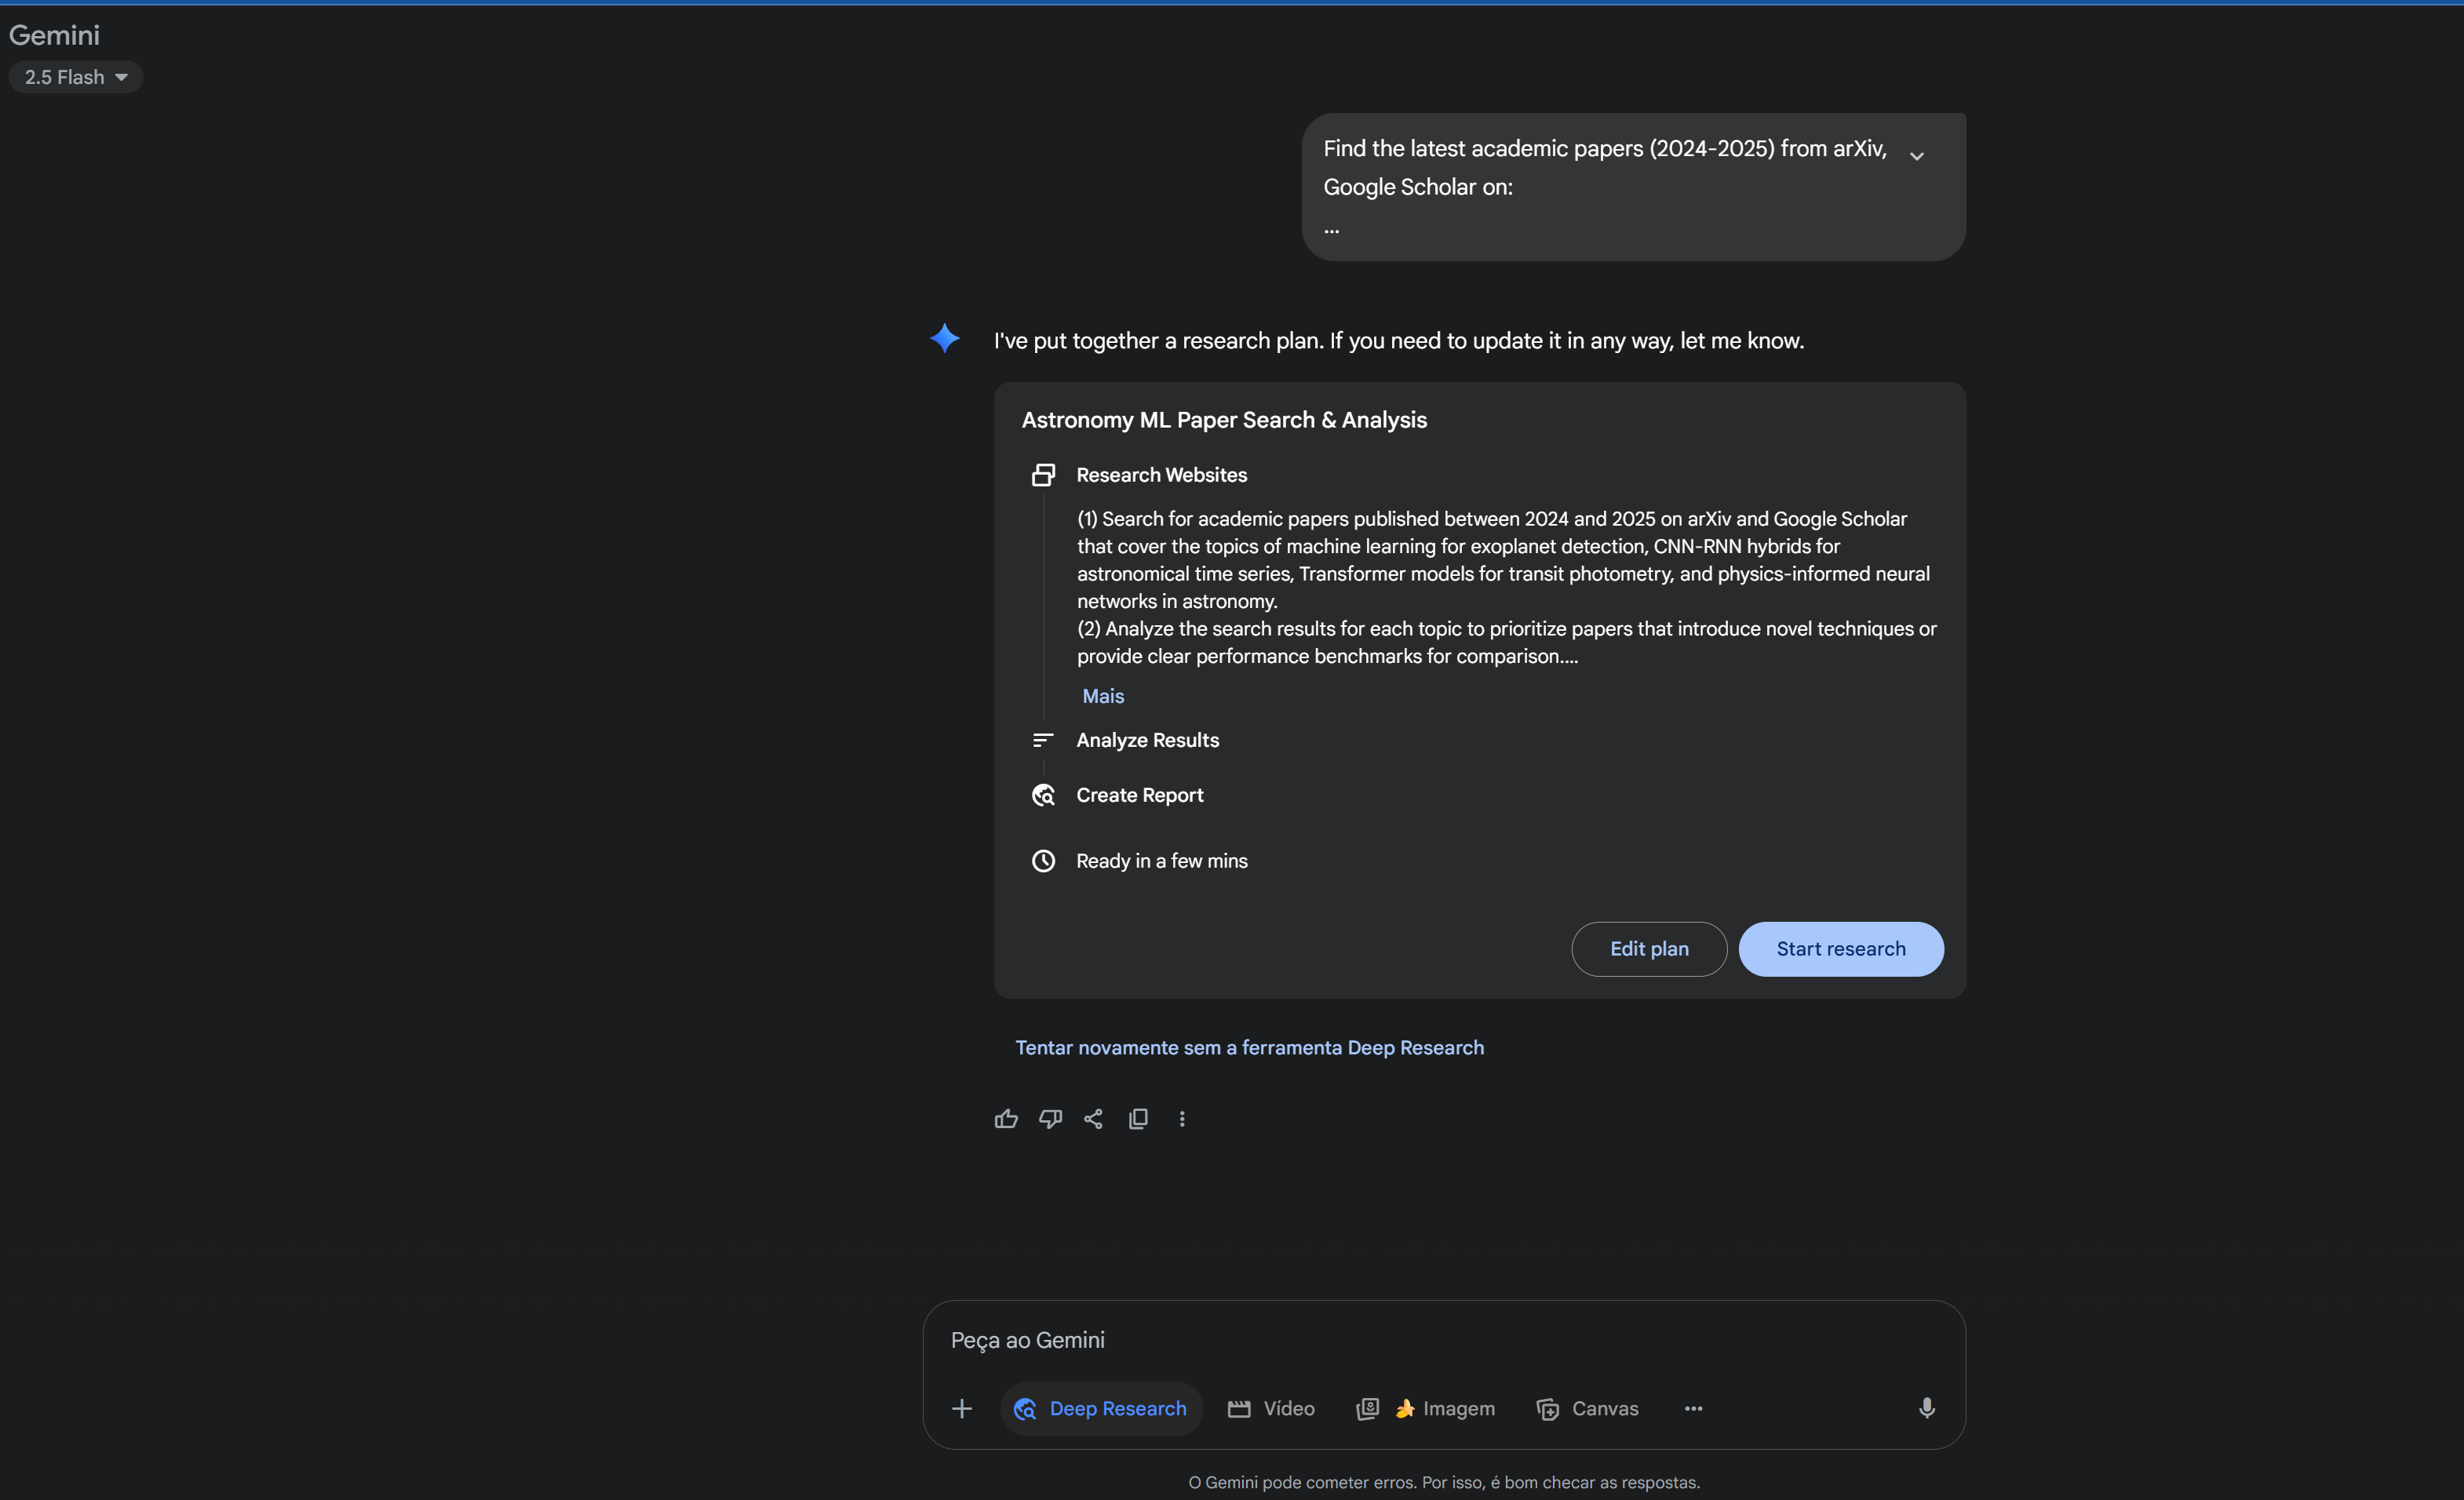 Gemini
2.5 Flash
Find the latest academic papers (2024-2025) from arXiv,
Google Scholar on:
...
I've put together a research plan. If you need to update it in any way, let me know.
Astronomy ML Paper Search & Analysis
Research Websites
(1) Search for academic papers published between 2024 and 2025 on arXiv and Google Scholar
that cover the topics of machine learning for exoplanet detection, CNN-RNN hybrids for
astronomical time series, Transformer models for transit photometry, and physics-informed neural
networks in astronomy.
(2) Analyze the search results for each topic to prioritize papers that introduce novel techniques or
provide clear performance benchmarks for comparison....
Mais
Analyze Results
Create Report
Ready in a few mins
Edit plan
Start research
Tentar novamente sem a ferramenta Deep Research
Peça ao Gemini
Deep Research
Vídeo
🍌 Imagem
Canvas
O Gemini pode cometer erros. Por isso, é bom checar as respostas.